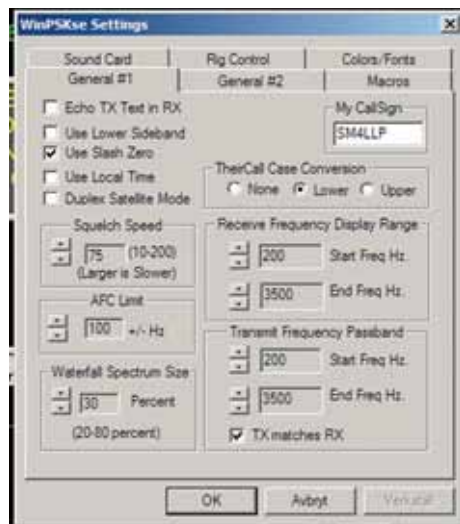 WinPSKse Settings
Sound Card
Rig Control
Colors/Fonts
General #1
General #2
Macros
Echo TX Text in RX
Use Lower Sideband
Use Slash Zero
Use Local Time
Duplex Satellite Mode
My CallSign
SM4LLP
TheirCall Case Conversion
None Lower Upper
Squelch Speed
75 (10-200)
(Larger is Slower)
AFC Limit
100 +/- Hz
Waterfall Spectrum Size
30 Percent
(20-80 percent)
Receive Frequency Display Range
200 Start Freq Hz.
3500 End Freq Hz.
Transmit Frequency Passband
200 Start Freq Hz.
3500 End Freq Hz.
TX matches RX
OK Avbryt Verkställ